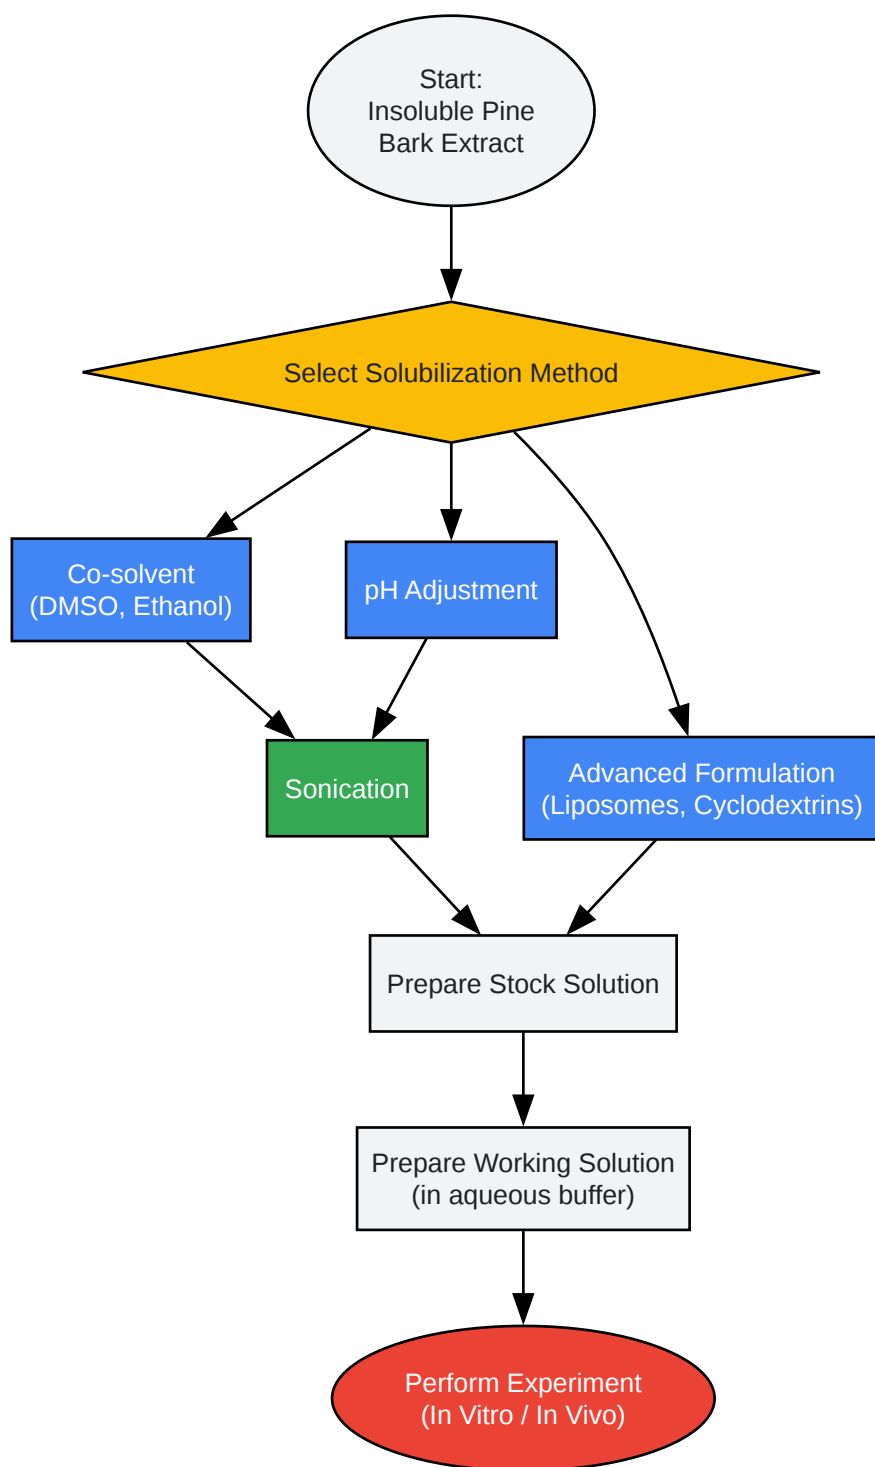 Start:
Insoluble Pine
Bark Extract
Select Solubilization Method
Co-solvent
(DMSO, Ethanol)
pH Adjustment
Sonication
Advanced Formulation
(Liposomes, Cyclodextrins)
Prepare Stock Solution
Prepare Working Solution
(in aqueous buffer)
Perform Experiment
(In Vitro / In Vivo)